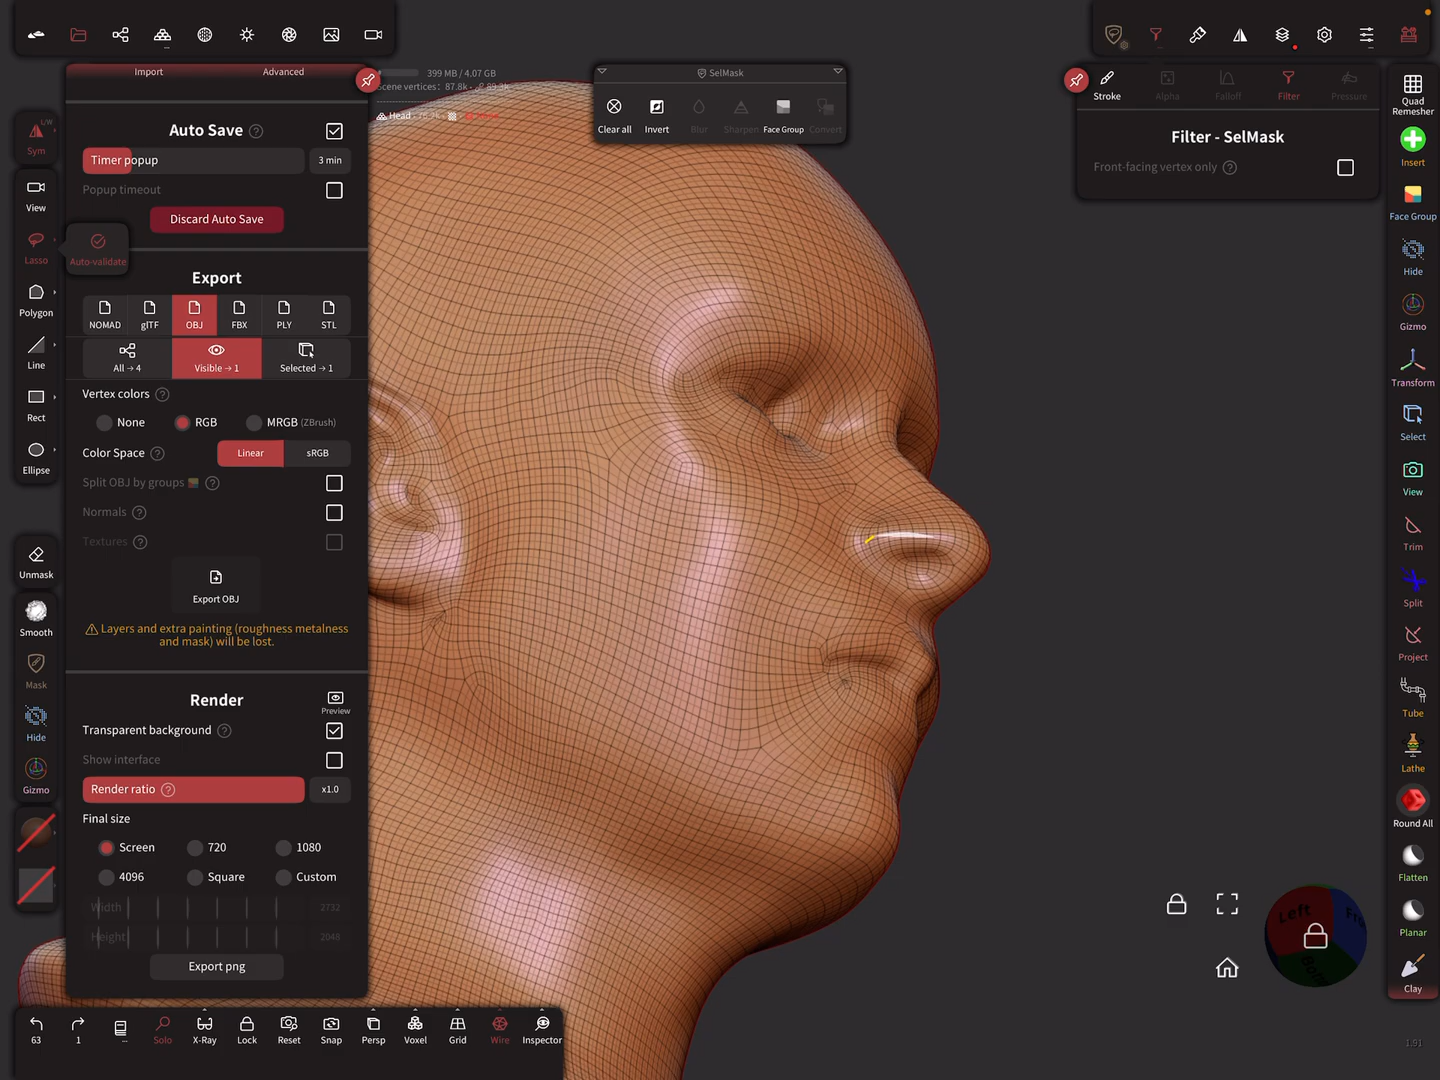 399 MB / 4.07 GB
Scene vertices: 87.8k
Head
Import
Advanced
Auto Save
Timer popup
3 min
Popup timeout
Discard Auto Save
Export
NOMAD
glTF
OBJ
FBX
PLY
STL
All → 4
Visible → 1
Selected → 1
Vertex colors
None
RGB
MRGB (ZBrush)
Color Space
Linear
sRGB
Split OBJ by groups
Normals
Textures
Export OBJ
Layers and extra painting (roughness metalness
and mask) will be lost.
Render
Preview
Transparent background
Show interface
Render ratio
x1.0
Final size
Screen
720
1080
4096
Square
Custom
Width
2732
Height
2048
Export png
L/W
Sym
View
Lasso
Auto-validate
Polygon
Line
Rect
Ellipse
Unmask
Smooth
Mask
Hide
Gizmo
SelMask
Clear all
Invert
Blur
Sharpen
Face Group
Convert
Stroke
Alpha
Falloff
Filter
Pressure
Filter - SelMask
Front-facing vertex only
Quad
Remesher
Insert
Face Group
Hide
Gizmo
Transform
Select
View
Trim
Split
Project
Tube
Lathe
Round All
Flatten
Planar
Clay
Left
63
1
...
Solo
X-Ray
Lock
Reset
Snap
Persp
Voxel
Grid
Wire
Inspector
1.91